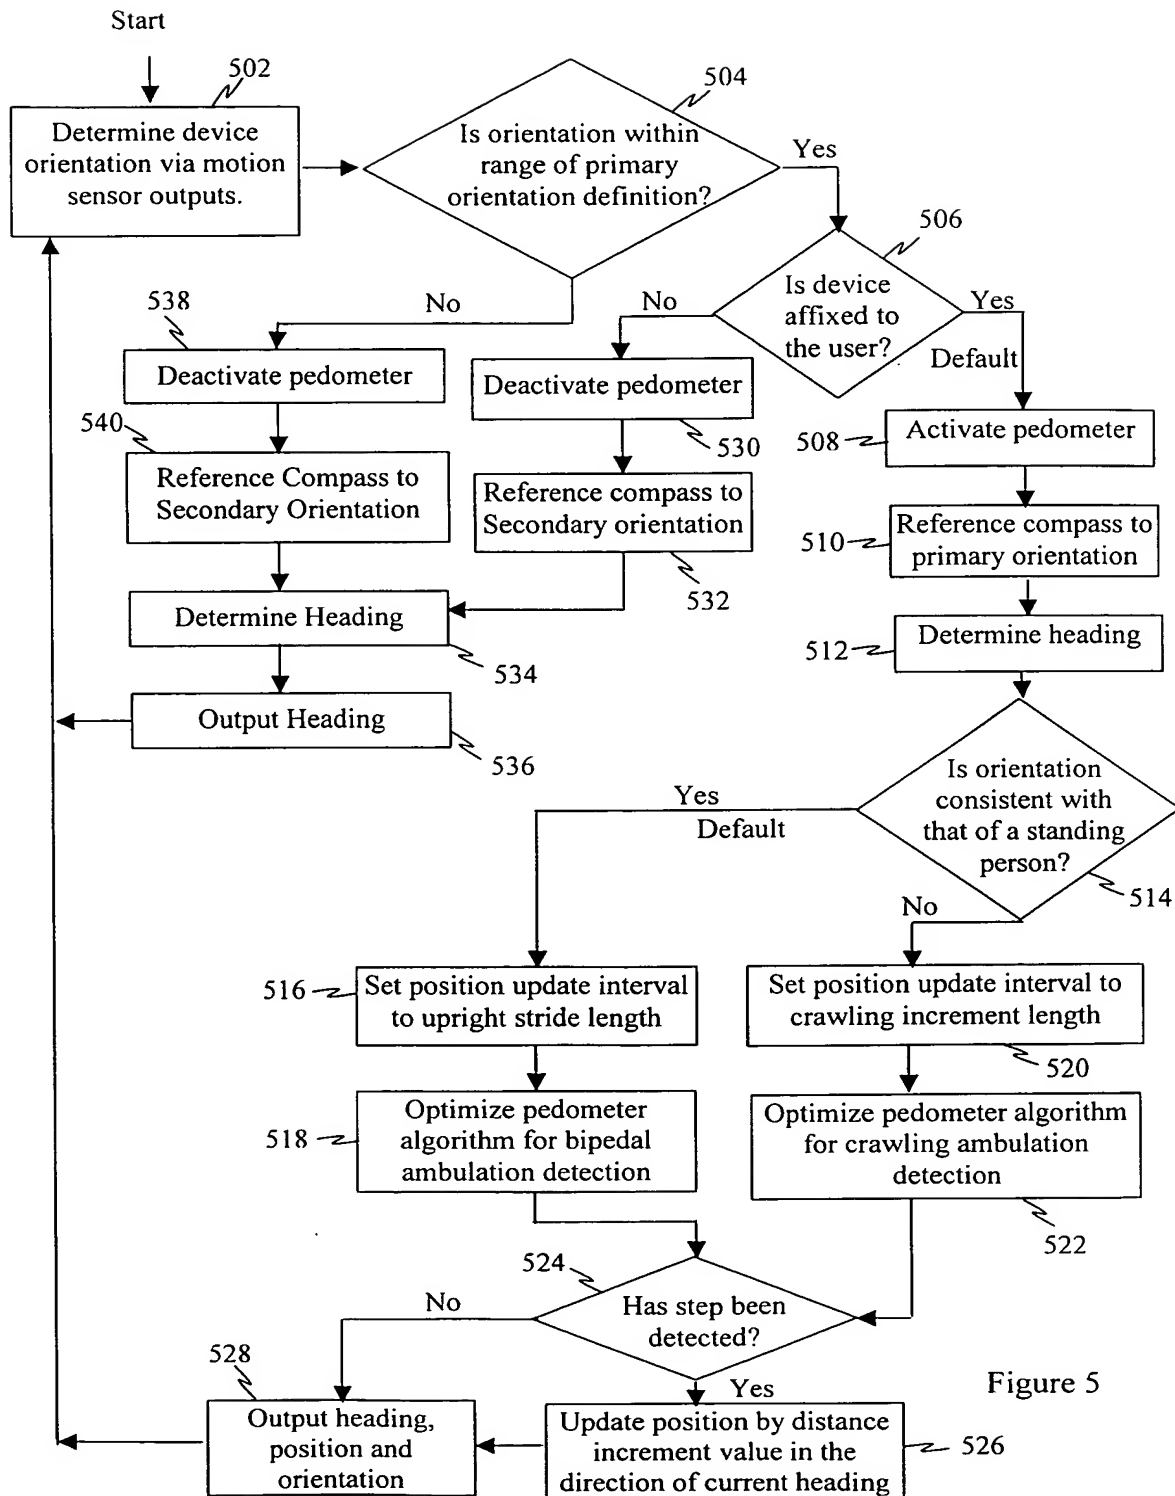 Start
502
Determine device
orientation via motion
sensor outputs.
504
Is orientation within
range of primary
orientation definition?
Yes
506
Is device
affixed to
the user?
No
Yes
Default
No
538
Deactivate pedometer
540
Reference Compass to
Secondary Orientation
Deactivate pedometer
530
Reference compass to
Secondary orientation
532
508
Activate pedometer
510
Reference compass to
primary orientation
512
Determine heading
Determine Heading
534
Output Heading
536
Is orientation
consistent with
that of a standing
person?
514
Yes
Default
No
516
Set position update interval
to upright stride length
Set position update interval to
crawling increment length
520
518
Optimize pedometer
algorithm for bipedal
ambulation detection
Optimize pedometer algorithm
for crawling ambulation
detection
522
524
Has step been
detected?
No
Yes
528
Output heading,
position and
orientation
Update position by distance
increment value in the
direction of current heading
526
Figure 5